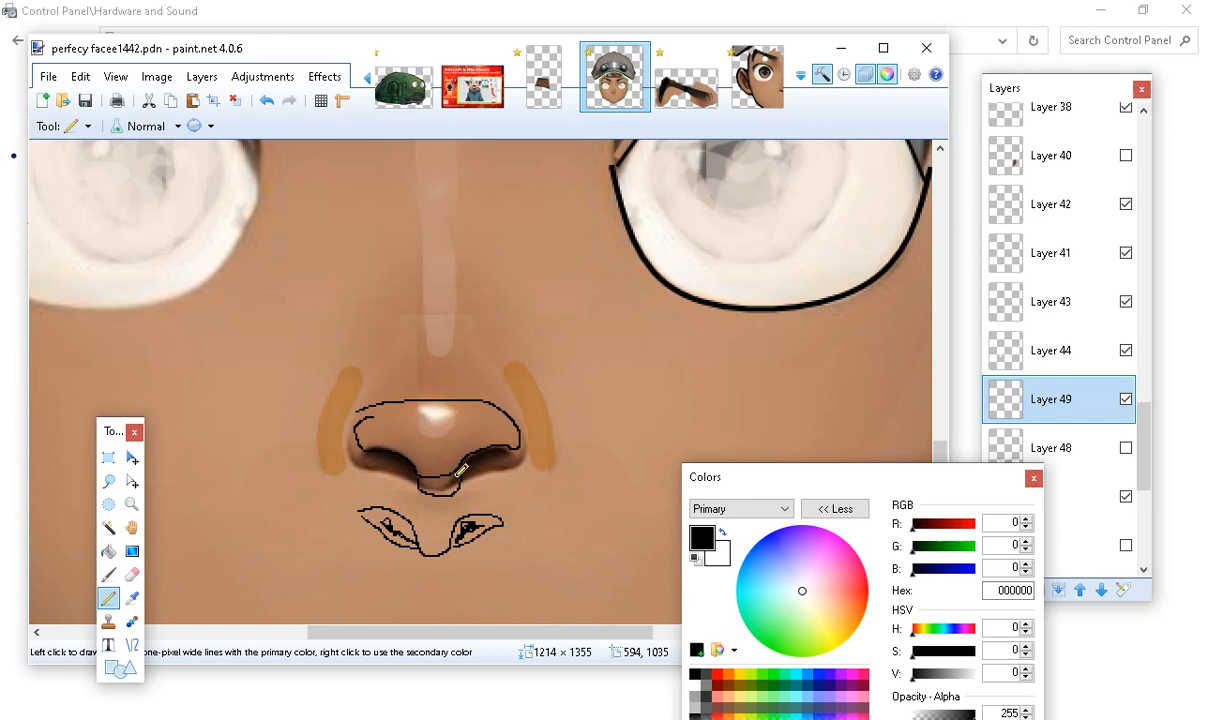 Control Panel\Hardware and Sound
Search Control Panel
perfecy facee1442.pdn - paint.net 4.0.6
File Edit View Image Layers Adjustments Effects
Tool: Normal
Layers
Layer 38
Layer 40
Layer 42
Layer 41
Layer 43
Layer 44
Layer 49
Layer 48
To...
Colors
Primary
<< Less
RGB
R: 0
G: 0
B: 0
Hex: 000000
HSV
H: 0
S: 0
V: 0
Opacity - Alpha
255
Left click to draw
one-pixel wide lines with the primary color, right click to use the secondary color
1214 × 1355
594, 1035